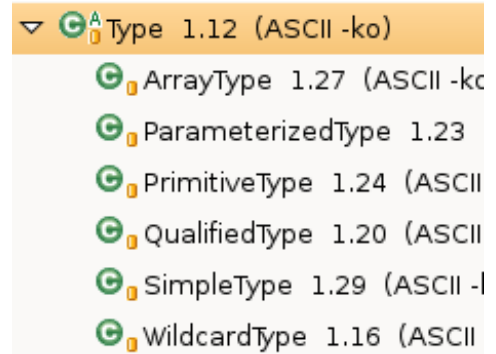 Type 1.12 (ASCII -ko)
ArrayType 1.27 (ASCII -ko
ParameterizedType 1.23
PrimitiveType 1.24 (ASCII
QualifiedType 1.20 (ASCII
SimpleType 1.29 (ASCII -
WildcardType 1.16 (ASCII